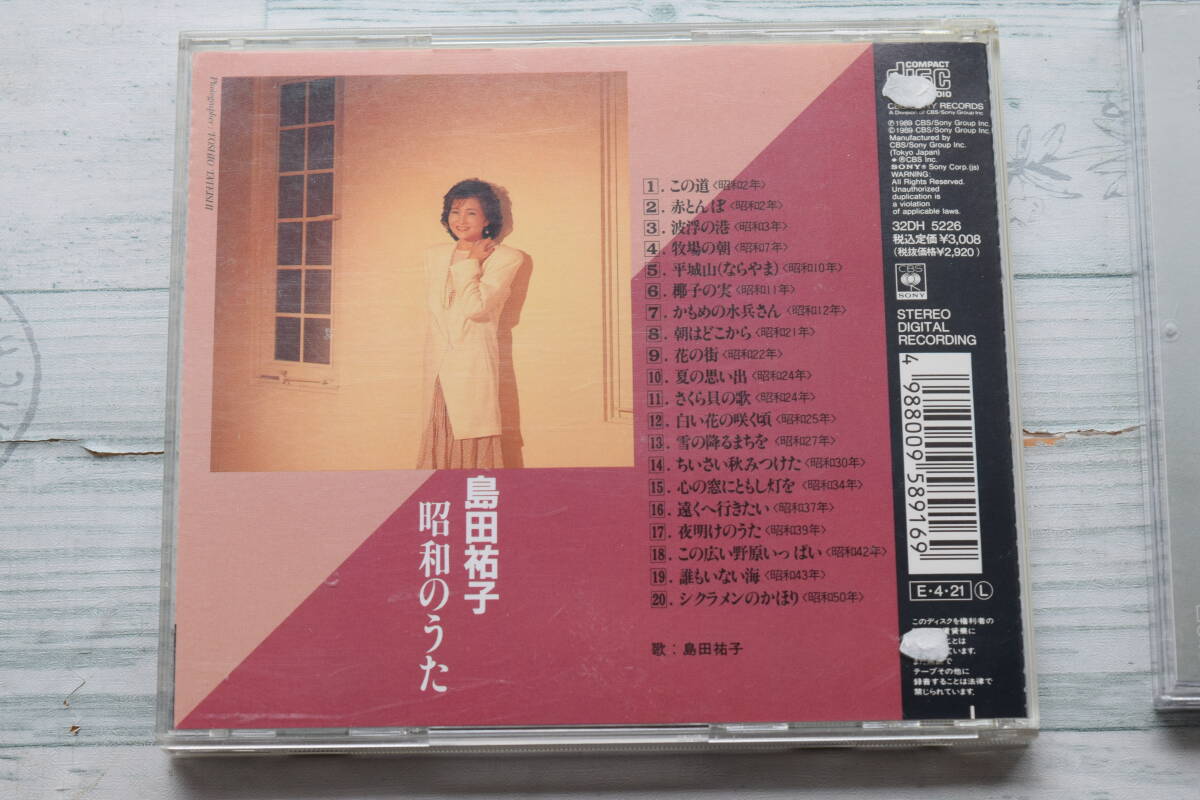 Photographer YOSHIRO TATEISHI
1. この道〈昭和2年〉
2. 赤とんぼ〈昭和2年〉
3. 波浮の港〈昭和3年〉
4. 牧場の朝〈昭和7年〉
5. 平城山(ならやま)〈昭和10年〉
6. 椰子の実〈昭和11年〉
7. かもめの水兵さん〈昭和12年〉
8. 朝はどこから〈昭和21年〉
9. 花の街〈昭和22年〉
10. 夏の思い出〈昭和24年〉
11. さくら貝の歌〈昭和24年〉
12. 白い花の咲く頃〈昭和25年〉
13. 雪の降るまちを〈昭和27年〉
14. ちいさい秋みつけた〈昭和30年〉
15. 心の窓にともし灯を〈昭和34年〉
16. 遠くへ行きたい〈昭和37年〉
17. 夜明けのうた〈昭和39年〉
18. この広い野原いっぱい〈昭和42年〉
19. 誰もいない海〈昭和43年〉
20. シクラメンのかほり〈昭和50年〉
歌：島田祐子
島田祐子
昭和のうた
COMPACT
disc
RECORDS
A Division of CBS/Sony Group Inc.
℗1989 CBS/Sony Group Inc.
©1989 CBS/Sony Group Inc.
Manufactured by
CBS/Sony Group Inc.
(Tokyo Japan)
®CBS Inc.
SONY® Sony Corp.(js)
WARNING:
All Rights Reserved.
Unauthorized
duplication is
a violation
of applicable laws.
32DH 5226
税込定価¥3,008
(税抜価格¥2,920)
CBS
SONY
STEREO
DIGITAL
RECORDING
4 988009 589169
E・4・21 L
このディスクを権利者の
テープその他に
録音することは法律で
禁じられています。